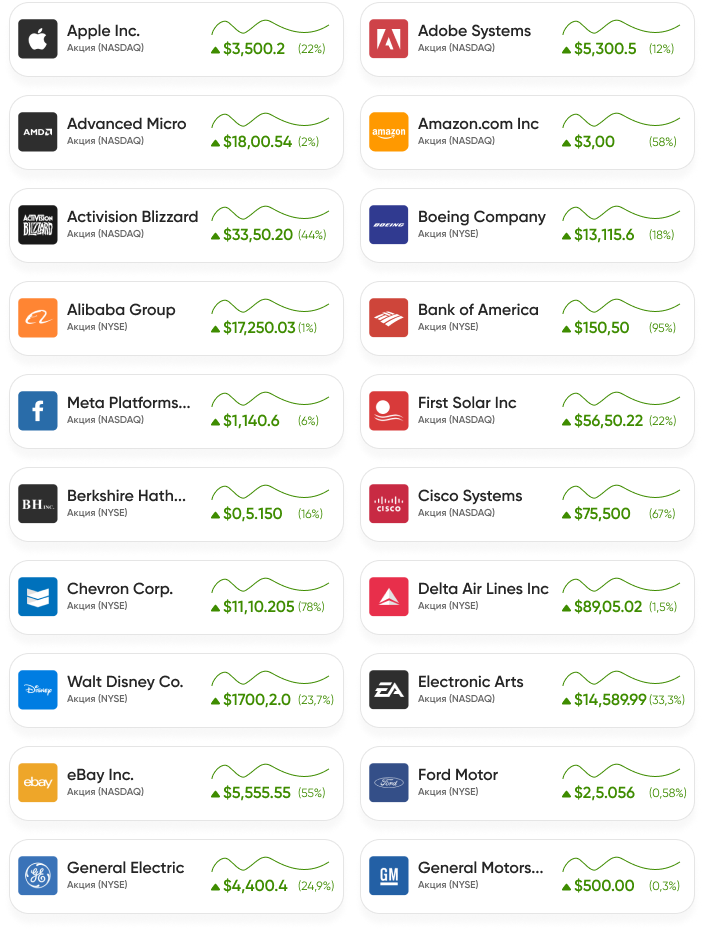 Apple Inc.
Акция (NASDAQ)
$3,500.2 (22%)
Adobe Systems
Акция (NASDAQ)
$5,300.5 (12%)
AMD
Advanced Micro
Акция (NASDAQ)
$18,00.54 (2%)
amazon
Amazon.com Inc
Акция (NASDAQ)
$3,00 (58%)
ACTIVISION
BLIZZARD
Activision Blizzard
Акция (NASDAQ)
$33,50.20 (44%)
BOEING
Boeing Company
Акция (NYSE)
$13,115.6 (18%)
Alibaba Group
Акция (NYSE)
$17,250.03 (1%)
Bank of America
Акция (NYSE)
$150,50 (95%)
f
Meta Platforms...
Акция (NASDAQ)
$1,140.6 (6%)
First Solar Inc
Акция (NASDAQ)
$56,50.22 (22%)
BH INC.
Berkshire Hath...
Акция (NYSE)
$0,5.150 (16%)
CISCO
Cisco Systems
Акция (NASDAQ)
$75,500 (67%)
Chevron Corp.
Акция (NYSE)
$11,10.205 (78%)
Delta Air Lines Inc
Акция (NYSE)
$89,05.02 (1,5%)
Disney
Walt Disney Co.
Акция (NYSE)
$1700,2.0 (23,7%)
EA
Electronic Arts
Акция (NASDAQ)
$14,589.99 (33,3%)
ebay
eBay Inc.
Акция (NASDAQ)
$5,555.55 (55%)
Ford
Ford Motor
Акция (NYSE)
$2,5.056 (0,58%)
GE
General Electric
Акция (NYSE)
$4,400.4 (24,9%)
GM
General Motors...
Акция (NYSE)
$500.00 (0,3%)